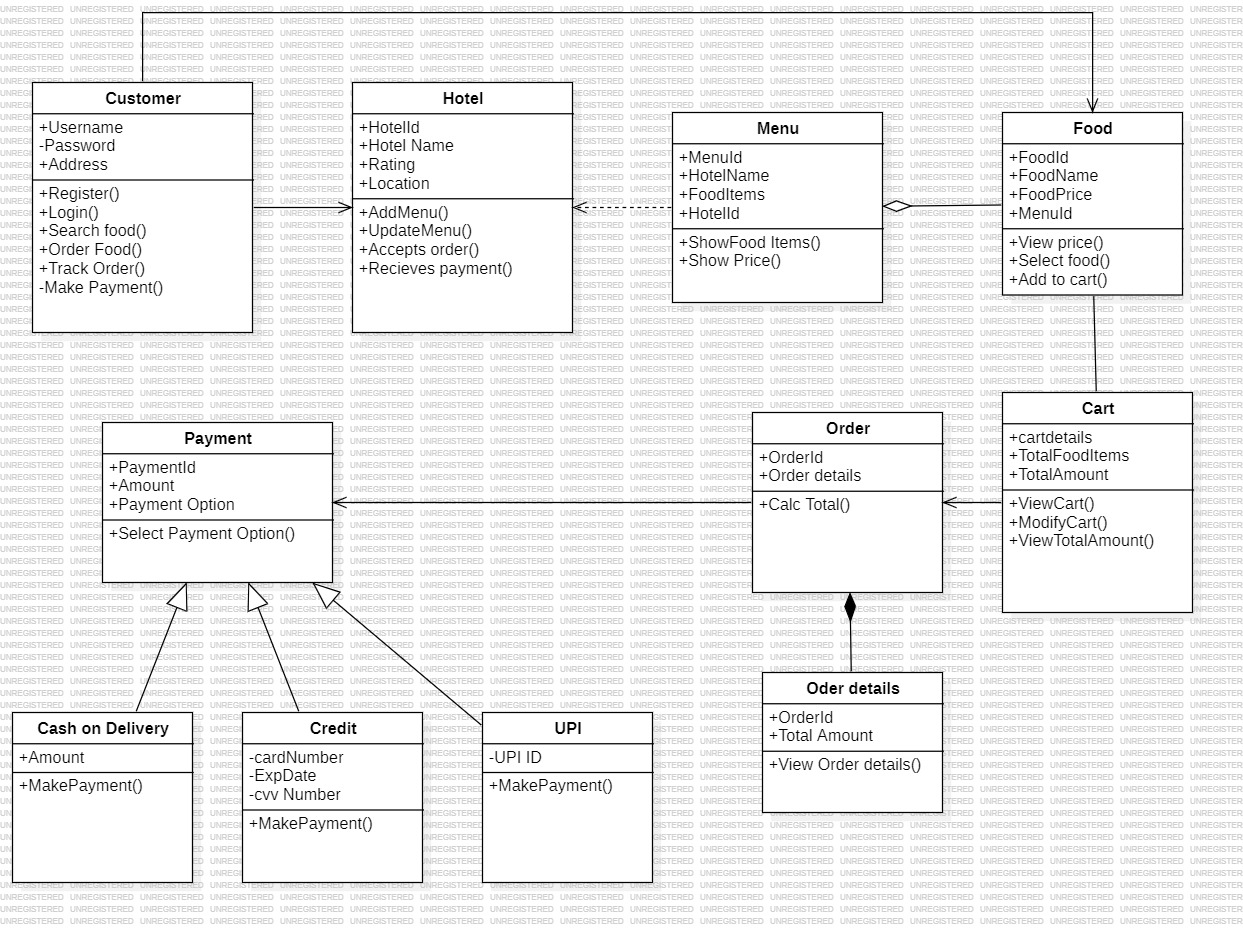 Customer
+Username
-Password
+Address
+Register()
+Login()
+Search food()
+Order Food()
+Track Order()
-Make Payment()
Hotel
+HotelId
+Hotel Name
+Rating
+Location
+AddMenu()
+UpdateMenu()
+Accepts order()
+Recieves payment()
Menu
+MenuId
+HotelName
+FoodItems
+HotelId
+ShowFood Items()
+Show Price()
Food
+FoodId
+FoodName
+FoodPrice
+MenuId
+View price()
+Select food()
+Add to cart()
Payment
+PaymentId
+Amount
+Payment Option
+Select Payment Option()
Order
+OrderId
+Order details
+Calc Total()
Cart
+cartdetails
+TotalFoodItems
+TotalAmount
+ViewCart()
+ModifyCart()
+ViewTotalAmount()
Cash on Delivery
+Amount
+MakePayment()
Credit
-cardNumber
-ExpDate
-cvv Number
+MakePayment()
UPI
-UPI ID
+MakePayment()
Oder details
+OrderId
+Total Amount
+View Order details()
UNREGISTERED